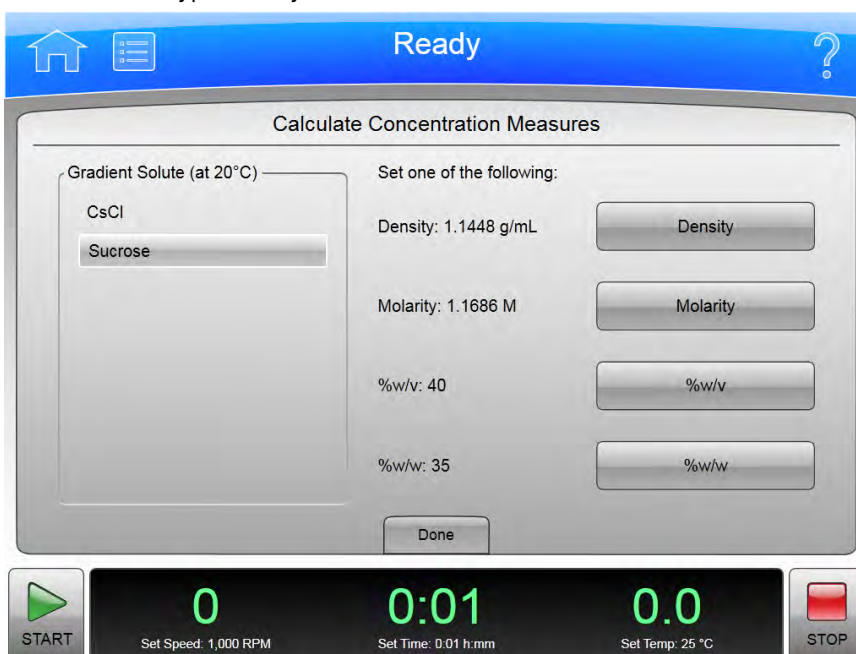 Ready
?
Calculate Concentration Measures
Gradient Solute (at 20°C)
CsCl
Sucrose
Set one of the following:
Density: 1.1448 g/mL
Density
Molarity: 1.1686 M
Molarity
%w/v: 40
%w/v
%w/w: 35
%w/w
Done
START
0
Set Speed: 1,000 RPM
0:01
Set Time: 0:01 h:mm
0.0
Set Temp: 25 °C
STOP